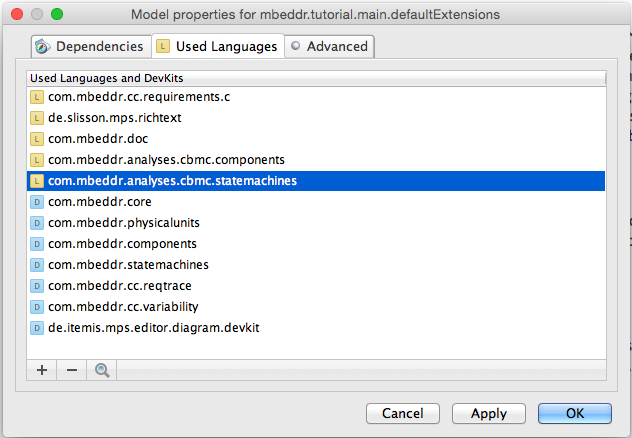 Model properties for mbeddr.tutorial.main.defaultExtensions
Dependencies
L Used Languages
Advanced
Used Languages and DevKits
L com.mbeddr.cc.requirements.c
L de.slisson.mps.richtext
L com.mbeddr.doc
L com.mbeddr.analyses.cbmc.components
L com.mbeddr.analyses.cbmc.statemachines
D com.mbeddr.core
D com.mbeddr.physicalunits
D com.mbeddr.components
D com.mbeddr.statemachines
D com.mbeddr.cc.reqtrace
D com.mbeddr.cc.variability
D de.itemis.mps.editor.diagram.devkit
Cancel
Apply
OK